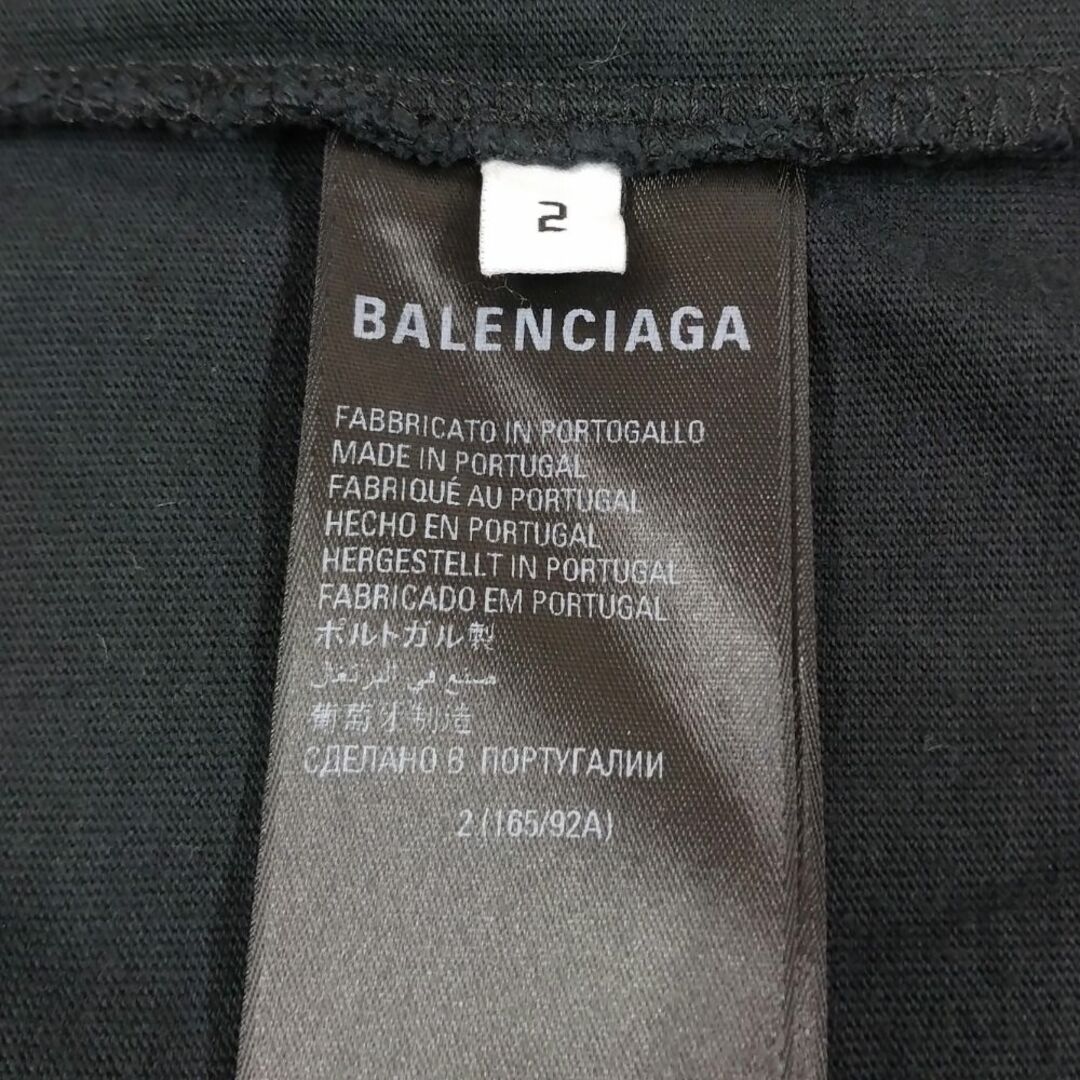 2
BALENCIAGA
FABBRICATO IN PORTOGALLO
MADE IN PORTUGAL
FABRIQUÉ AU PORTUGAL
HECHO EN PORTUGAL
HERGESTELLT IN PORTUGAL
FABRICADO EM PORTUGAL
ポルトガル製
صنع في البرتغال
葡萄牙制造
СДЕЛАНО В ПОРТУГАЛИИ
2 (165/92A)